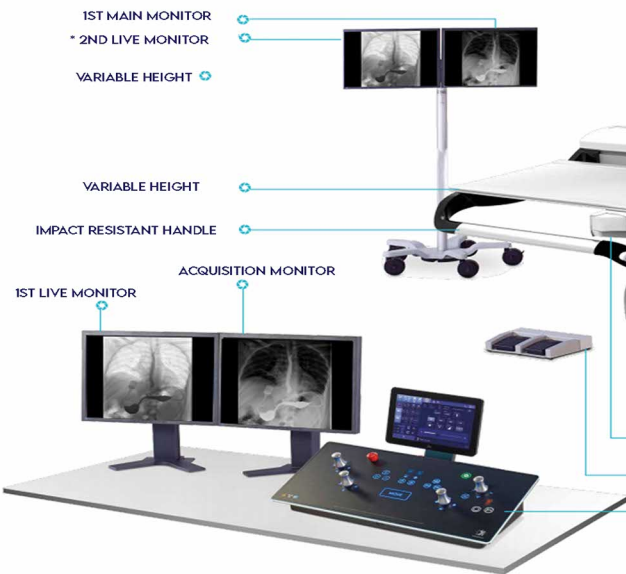 1ST MAIN MONITOR
* 2ND LIVE MONITOR
VARIABLE HEIGHT
VARIABLE HEIGHT
IMPACT RESISTANT HANDLE
ACQUISITION MONITOR
1ST LIVE MONITOR